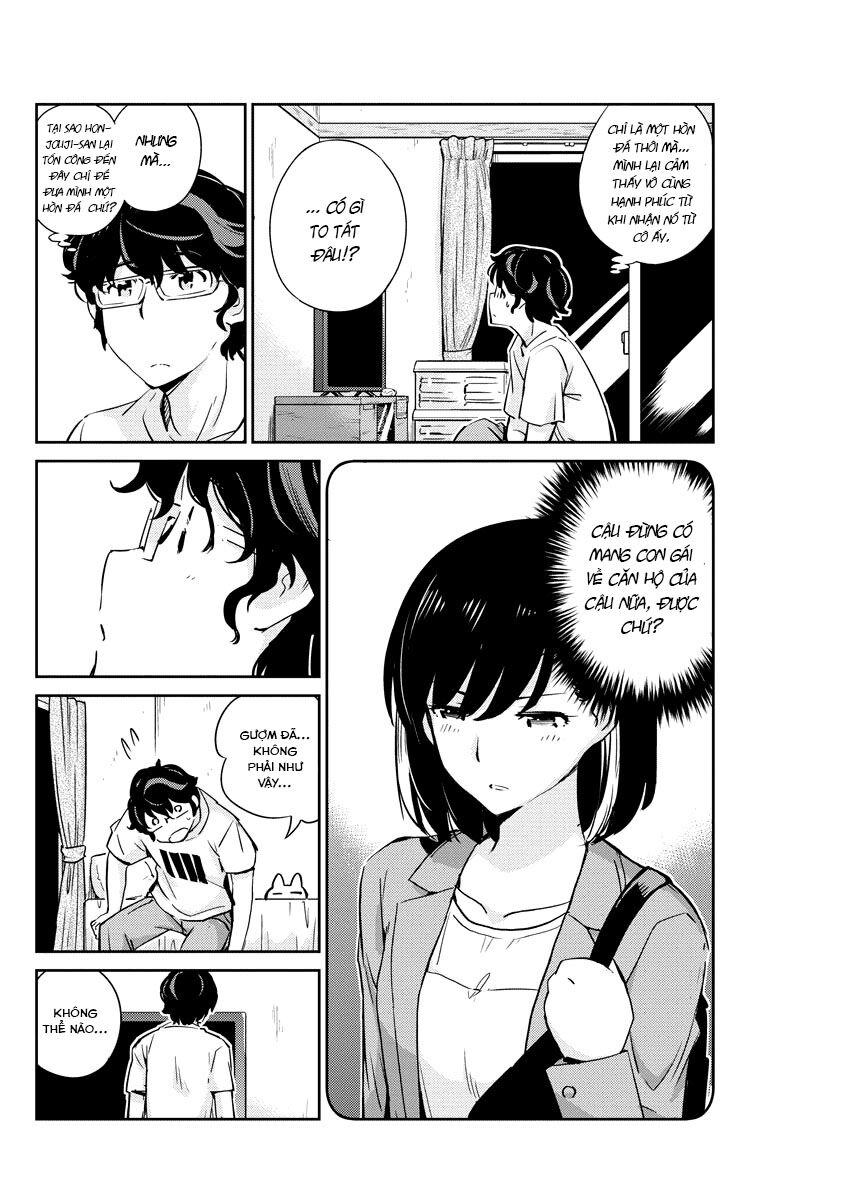 CHỈ LÀ MỘT HÒN
ĐÁ THÔI MÀ...
MÌNH LẠI CẢM
THẤY VÔ CÙNG
HẠNH PHÚC TỪ
KHI NHẬN NÓ TỪ
CÔ ẤY.
... CÓ GÌ
TO TÁT
ĐÂU!?
NHƯNG
MÀ...
TẠI SAO HON-
JOUJI-SAN LẠI
TỐN CÔNG ĐẾN
ĐÂY CHỈ ĐỂ
ĐƯA MÌNH MỘT
HÒN ĐÁ CHỨ?
CẬU ĐỪNG CÓ
MANG CON GÁI
VỀ CĂN HỘ CỦA
CẬU NỮA, ĐƯỢC
CHỨ?
GƯỢM ĐÃ...
KHÔNG
PHẢI NHƯ
VẬY...
KHÔNG
THỂ NÀO...